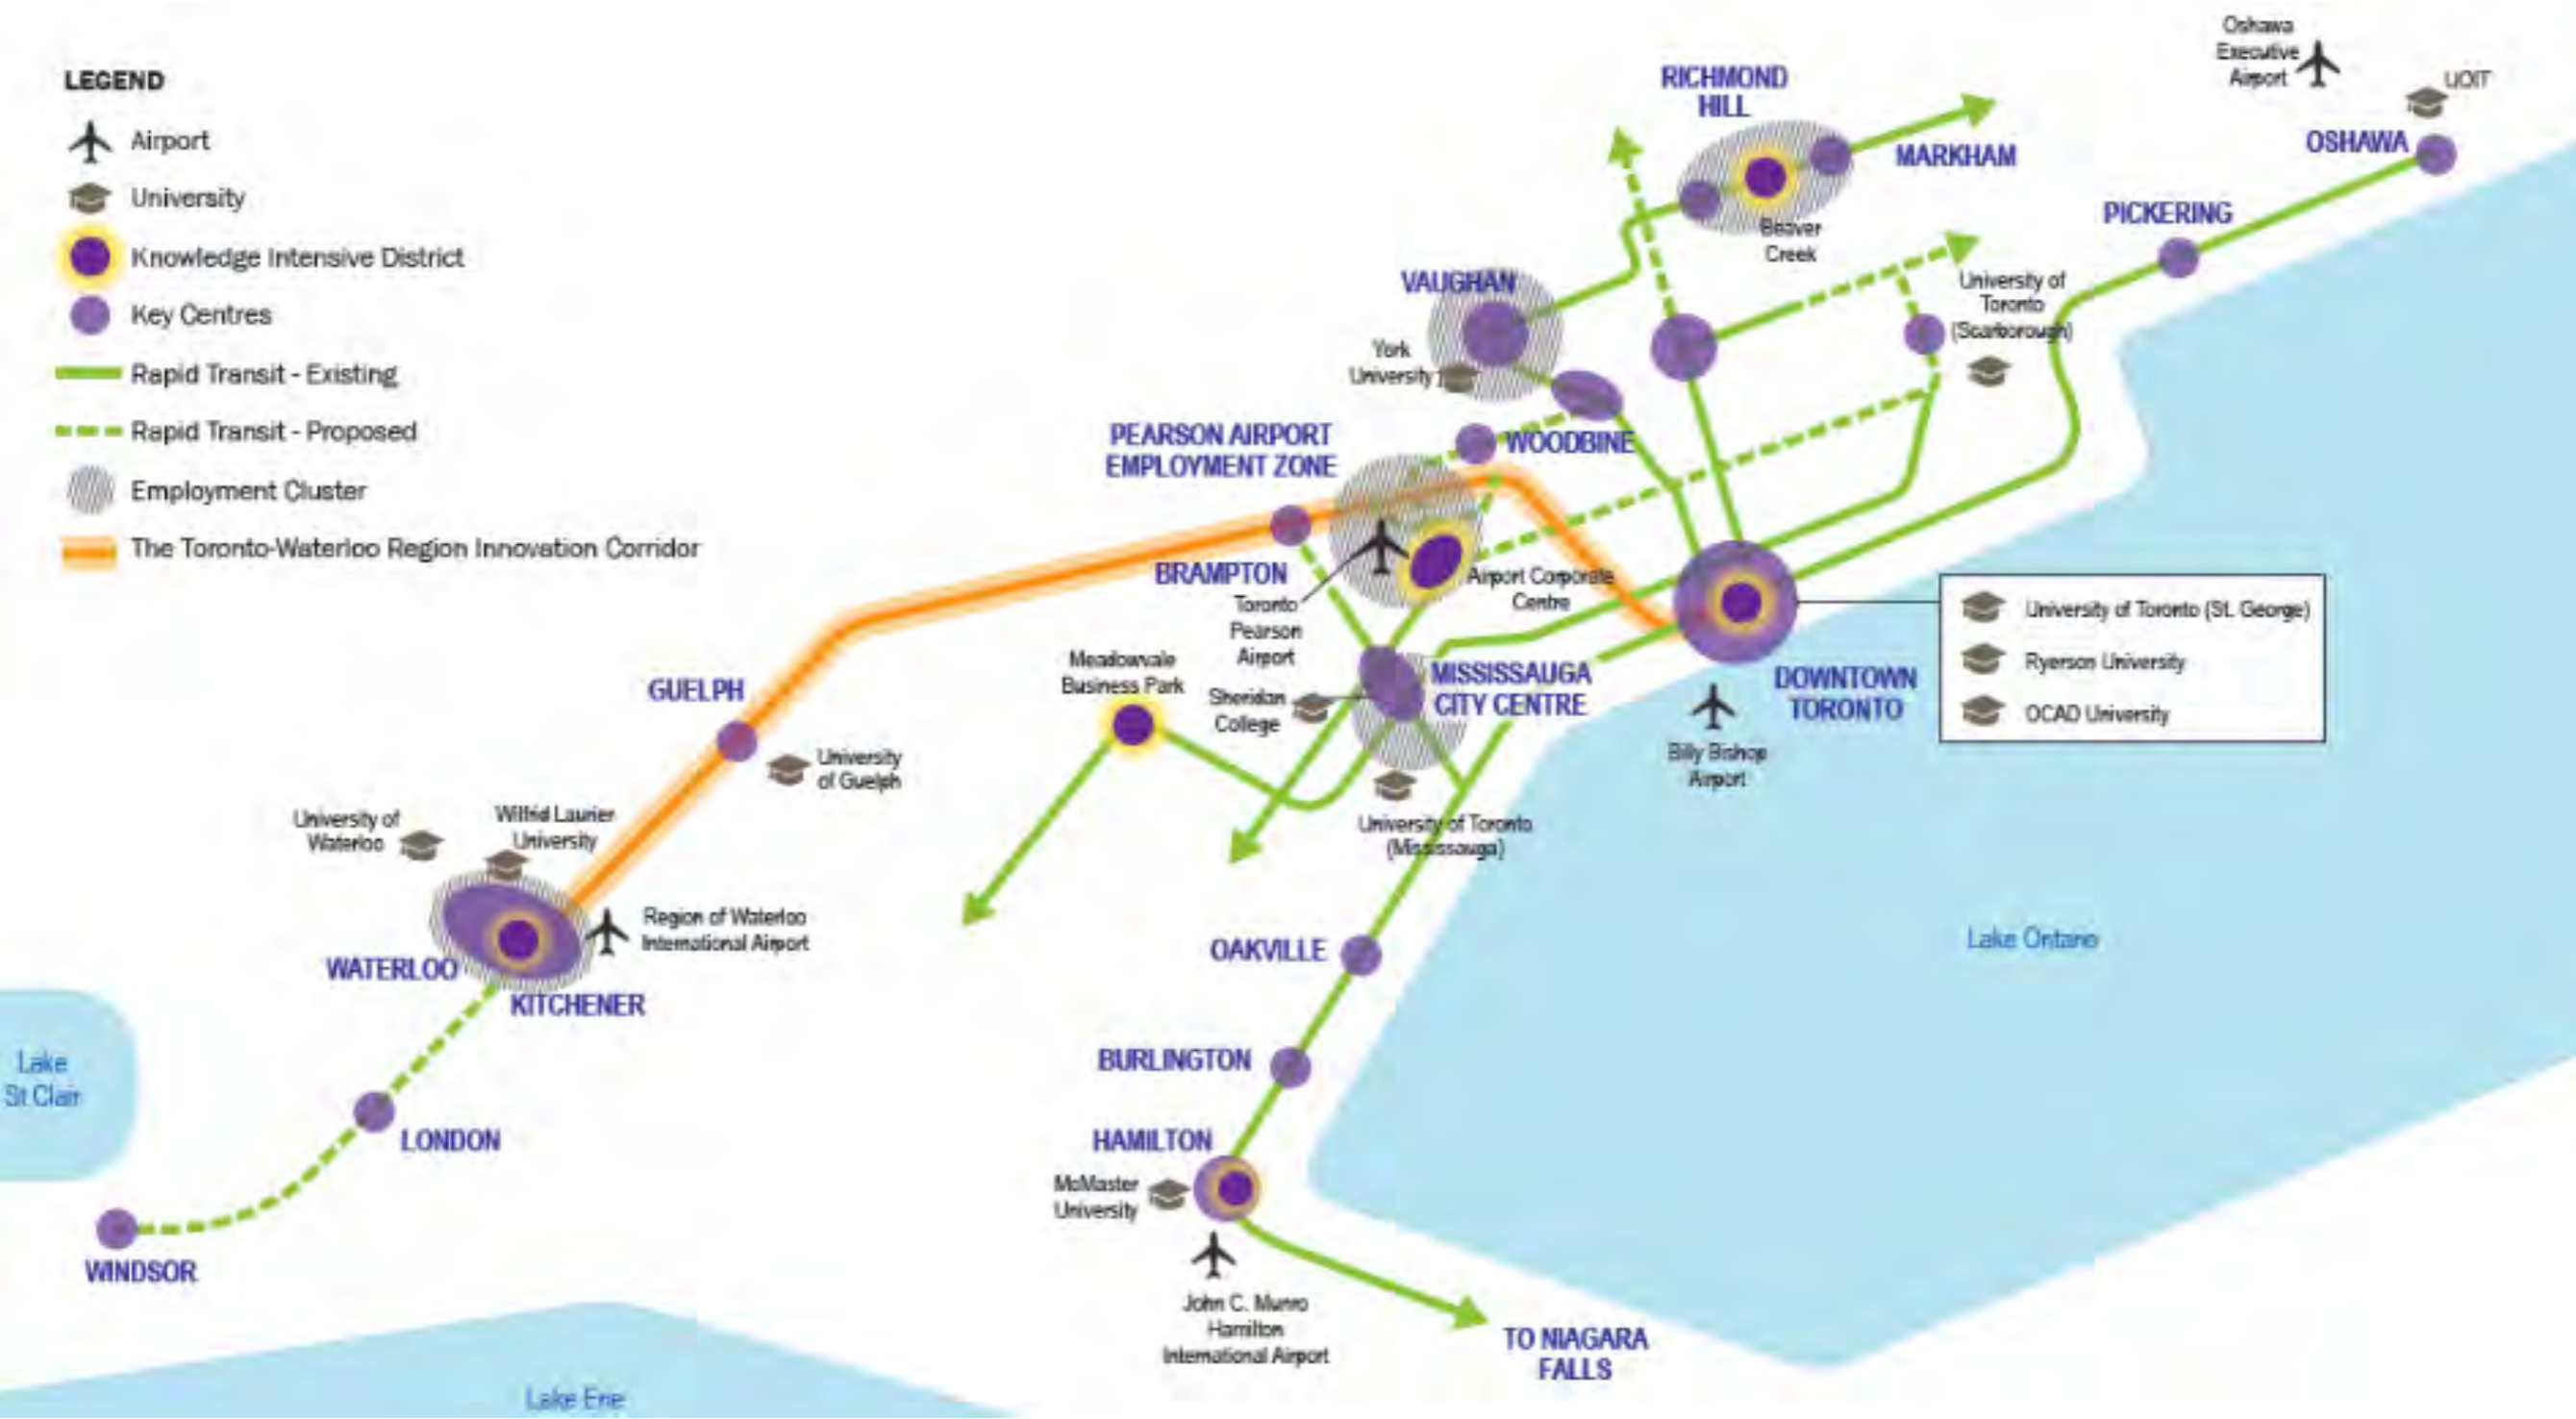 LEGEND
Airport
University
Knowledge Intensive District
Key Centres
Rapid Transit - Existing
Rapid Transit - Proposed
Employment Cluster
The Toronto-Waterloo Region Innovation Corridor
Oshawa
Executive
Airport
UOIT
OSHAWA
PICKERING
RICHMOND
HILL
MARKHAM
Beaver
Creek
VAUGHAN
York
University
University of
Toronto
(Scarborough)
WOODBINE
PEARSON AIRPORT
EMPLOYMENT ZONE
BRAMPTON
Toronto
Pearson
Airport
Airport Corporate
Centre
Meadowvale
Business Park
Sheridan
College
MISSISSAUGA
CITY CENTRE
University of Toronto
(Mississauga)
DOWNTOWN
TORONTO
Billy Bishop
Airport
University of Toronto (St. George)
Ryerson University
OCAD University
GUELPH
University
of Guelph
University of
Waterloo
Wilfrid Laurier
University
Region of Waterloo
International Airport
WATERLOO
KITCHENER
Lake
St Clair
LONDON
WINDSOR
Lake Erie
OAKVILLE
BURLINGTON
HAMILTON
McMaster
University
John C. Munro
Hamilton
International Airport
TO NIAGARA
FALLS
Lake Ontario